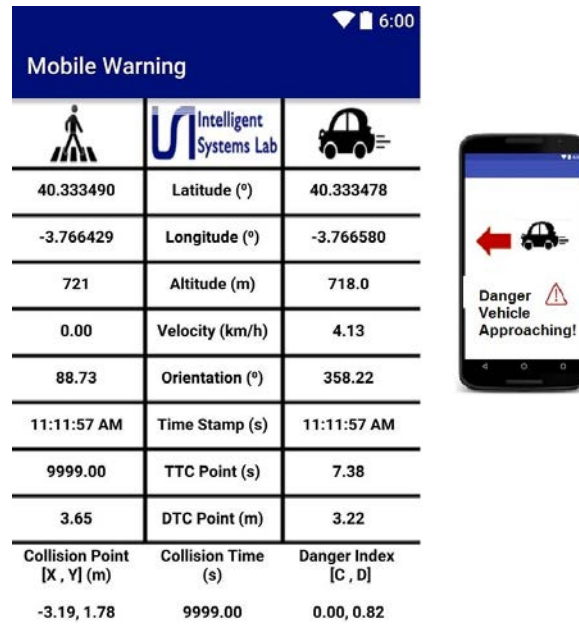 6:00
Mobile Warning
Intelligent
Systems Lab
40.333490 Latitude (º) 40.333478
-3.766429 Longitude (º) -3.766580
721 Altitude (m) 718.0
0.00 Velocity (km/h) 4.13
88.73 Orientation (º) 358.22
11:11:57 AM Time Stamp (s) 11:11:57 AM
9999.00 TTC Point (s) 7.38
3.65 DTC Point (m) 3.22
Collision Point Collision Time Danger Index
[X , Y] (m) (s) [C , D]
-3.19, 1.78 9999.00 0.00, 0.82
Danger
Vehicle
Approaching!